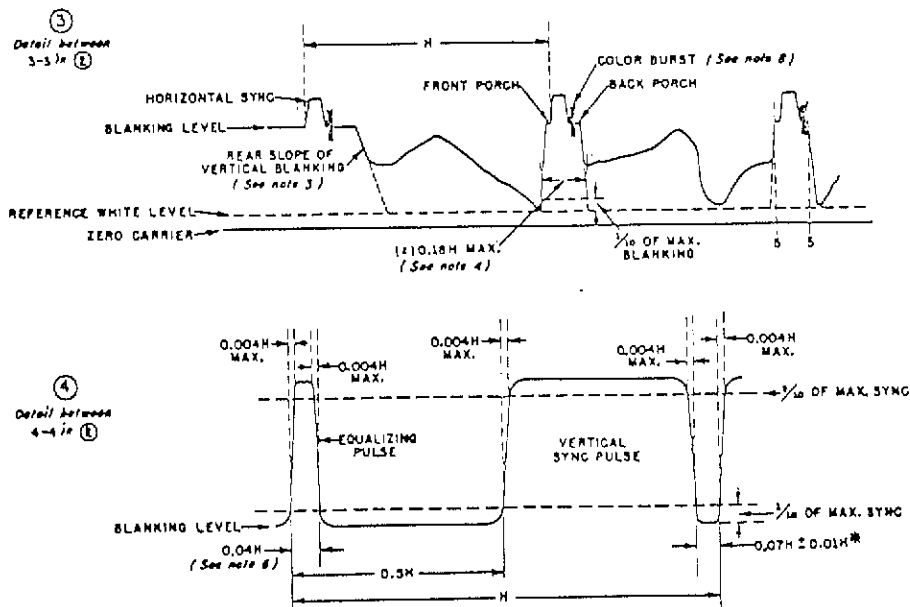 ③
Detail between
3-3 in ②
H
COLOR BURST (See note 8)
FRONT PORCH
BACK PORCH
HORIZONTAL SYNC
BLANKING LEVEL
REAR SLOPE OF
VERTICAL BLANKING
(See note 3)
REFERENCE WHITE LEVEL
ZERO CARRIER
(z) 0.18H MAX.
(See note 4)
1/10 OF MAX.
BLANKING
5 5
0.004H
MAX.
0.004H
MAX.
0.004H
MAX.
0.004H
MAX.
0.004H
MAX.
④
Detail between
4-4 in ②
9/10 OF MAX. SYNC
EQUALIZING
PULSE
VERTICAL
SYNC PULSE
BLANKING LEVEL
1/10 OF MAX. SYNC
0.04H
(See note 6)
0.07H ± 0.01H*
0.5H
H